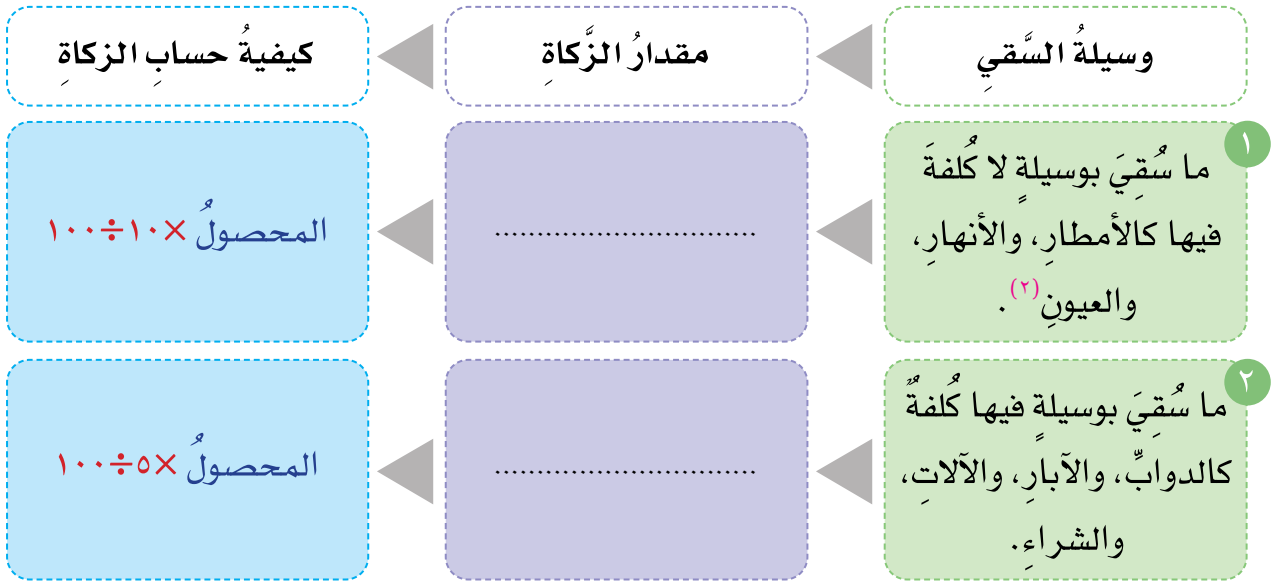 وسيلةُ السَّقيِ
مقدارُ الزَّكاةِ
كيفيةُ حسابِ الزكاةِ
١
ما سُقِيَ بوسيلةٍ لا كُلفةَ
فيها كالأمطارِ، والأنهارِ،
والعيونِ(٢).
..............................
المحصولُ ×١٠÷١٠٠
٢
ما سُقِيَ بوسيلةٍ فيها كُلفةٌ
كالدوابِّ، والآبارِ، والآلاتِ،
والشراءِ.
..............................
المحصولُ ×٥÷١٠٠